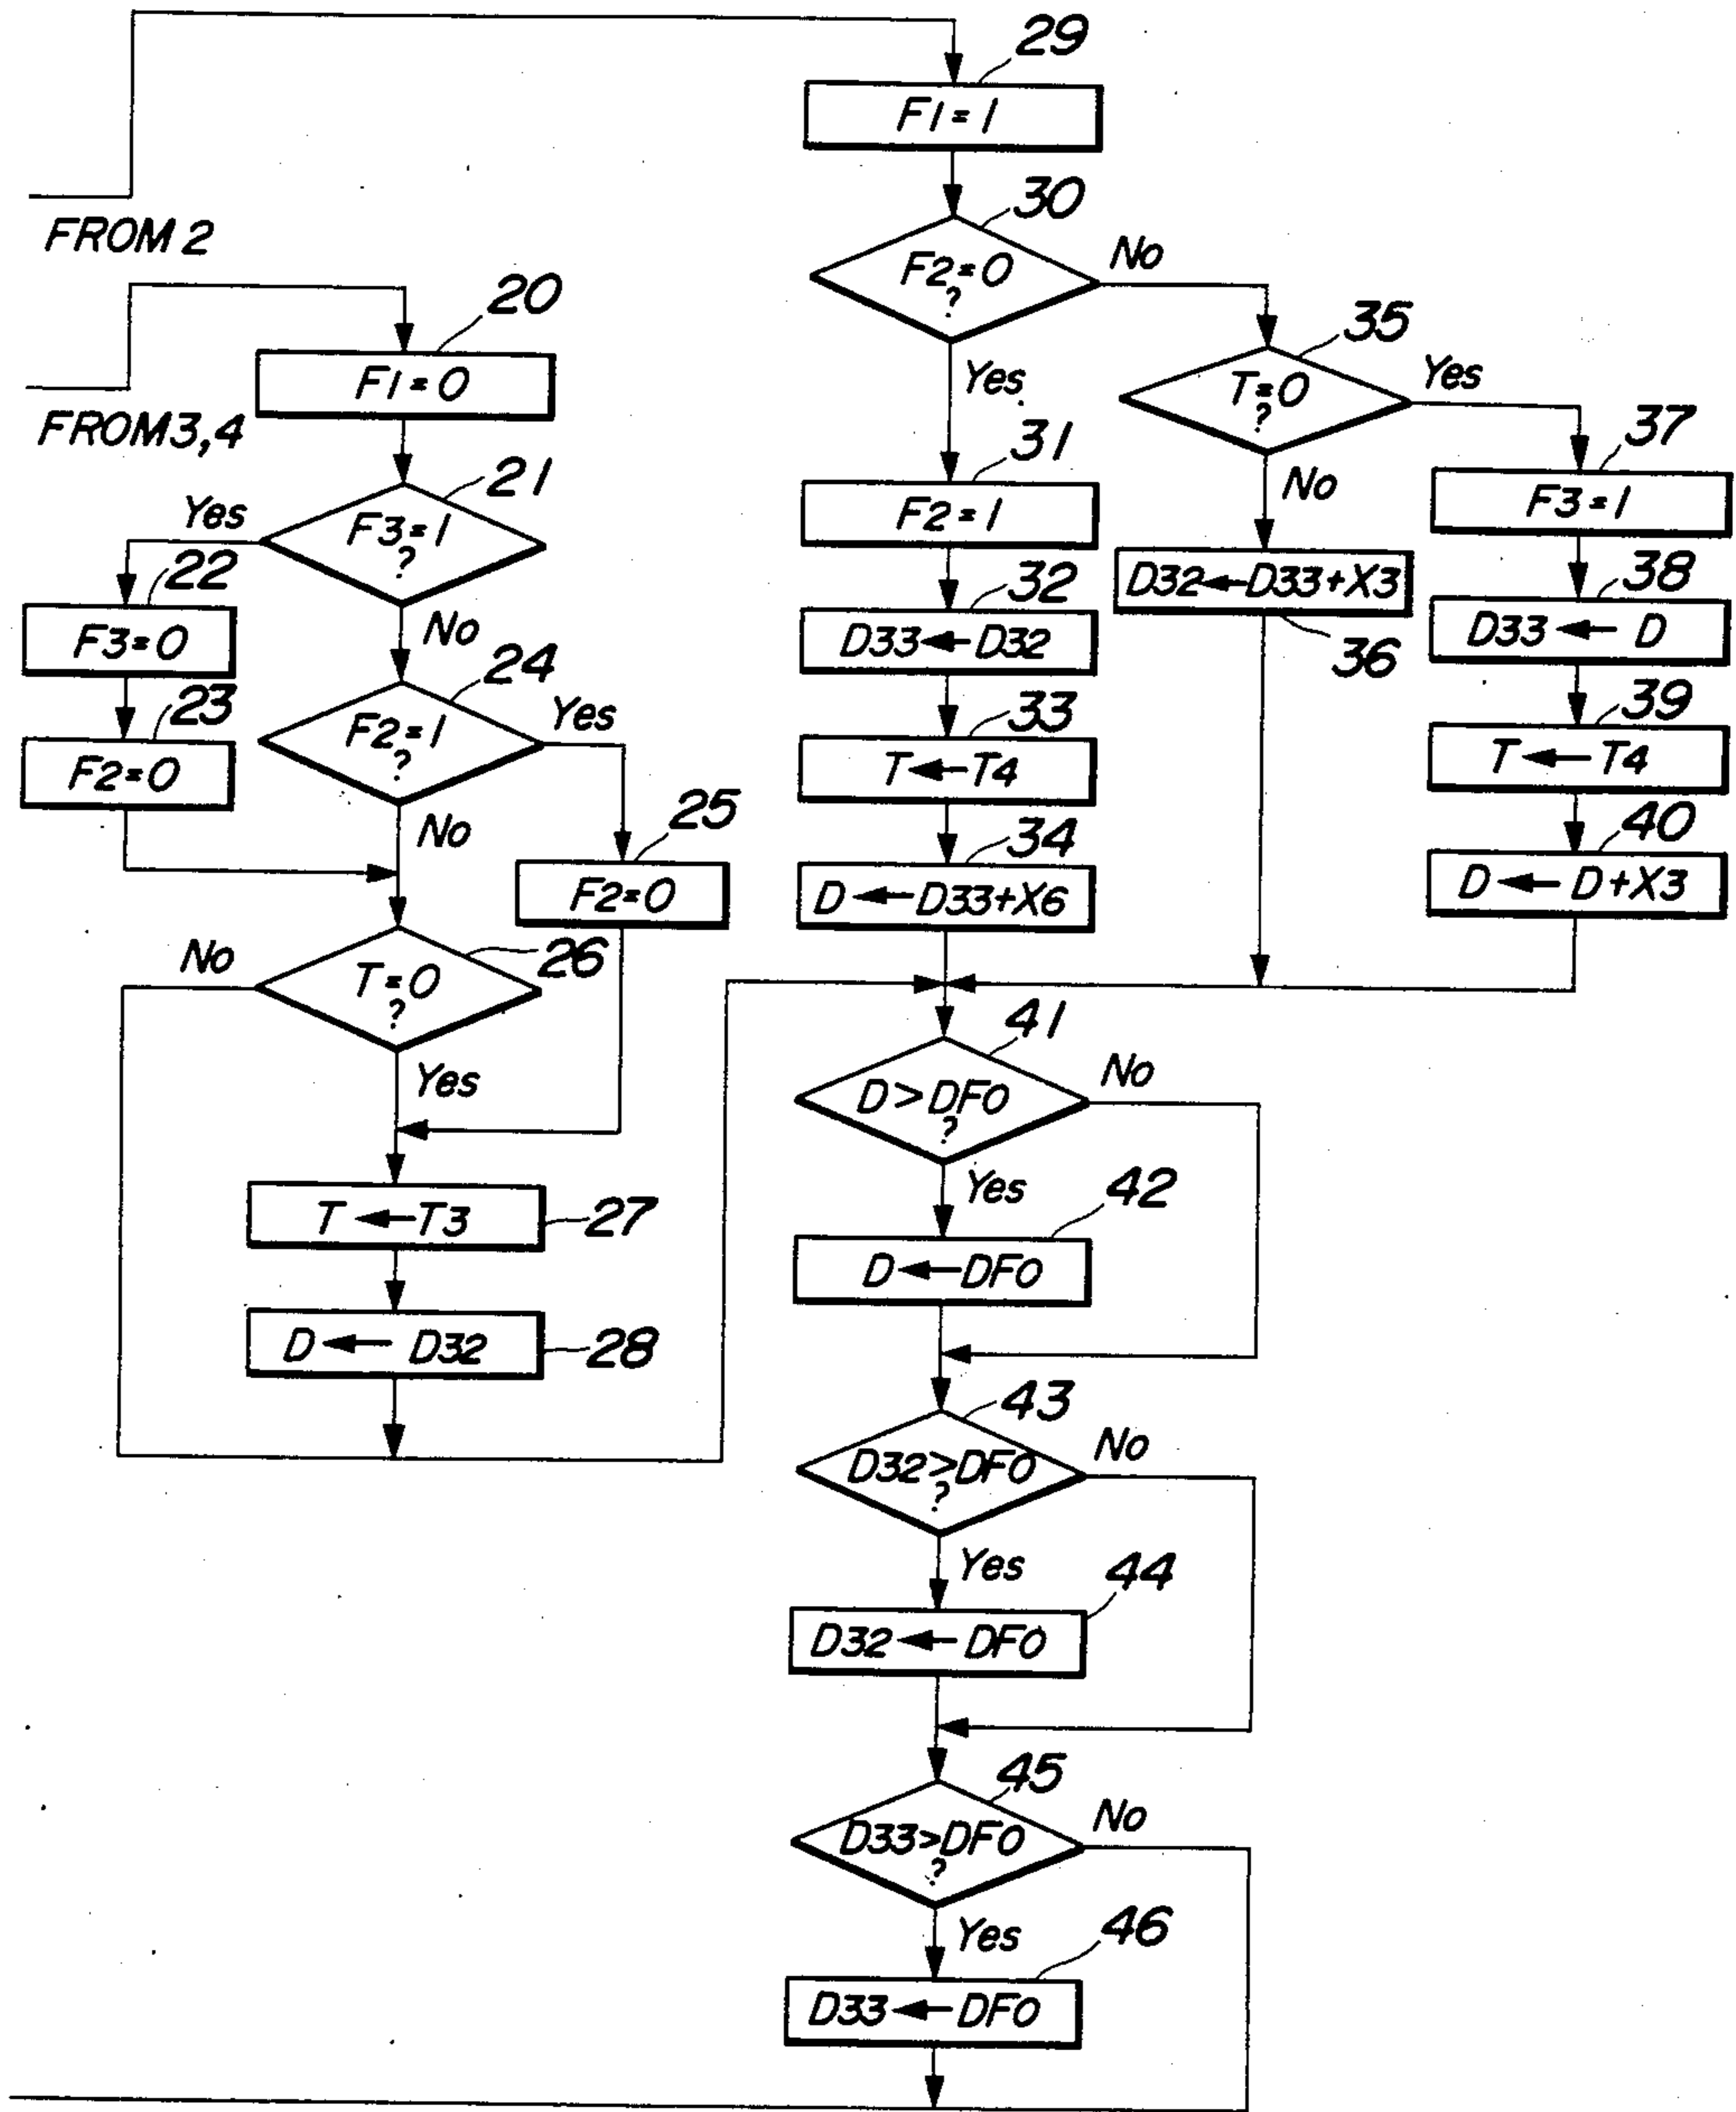 29
F1=1
FROM 2
30
F2=0
?
No
Yes
20
F1=0
FROM 3,4
35
T=0
?
Yes
No
37
F3=1
21
F3=1
?
Yes
No
31
F2=1
22
F3=0
36
D32←D33+X3
32
D33←D32
38
D33←D
23
F2=0
24
F2=1
?
Yes
No
33
T←T4
39
T←T4
25
F2=0
34
D←D33+X6
40
D←D+X3
26
T=0
?
No
Yes
41
D>DF0
?
No
Yes
27
T←T3
42
D←DF0
28
D←D32
43
D32>DF0
?
No
Yes
44
D32←DF0
45
D33>DF0
?
No
Yes
46
D33←DF0